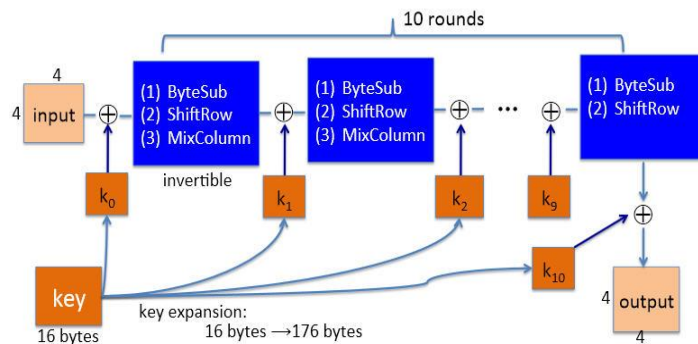 10 rounds
4
4
input
(1) ByteSub
(2) ShiftRow
(3) MixColumn
invertible
(1) ByteSub
(2) ShiftRow
(3) MixColumn
...
(1) ByteSub
(2) ShiftRow
k0
k1
k2
k9
k10
key
16 bytes
key expansion:
16 bytes →176 bytes
4
output
4